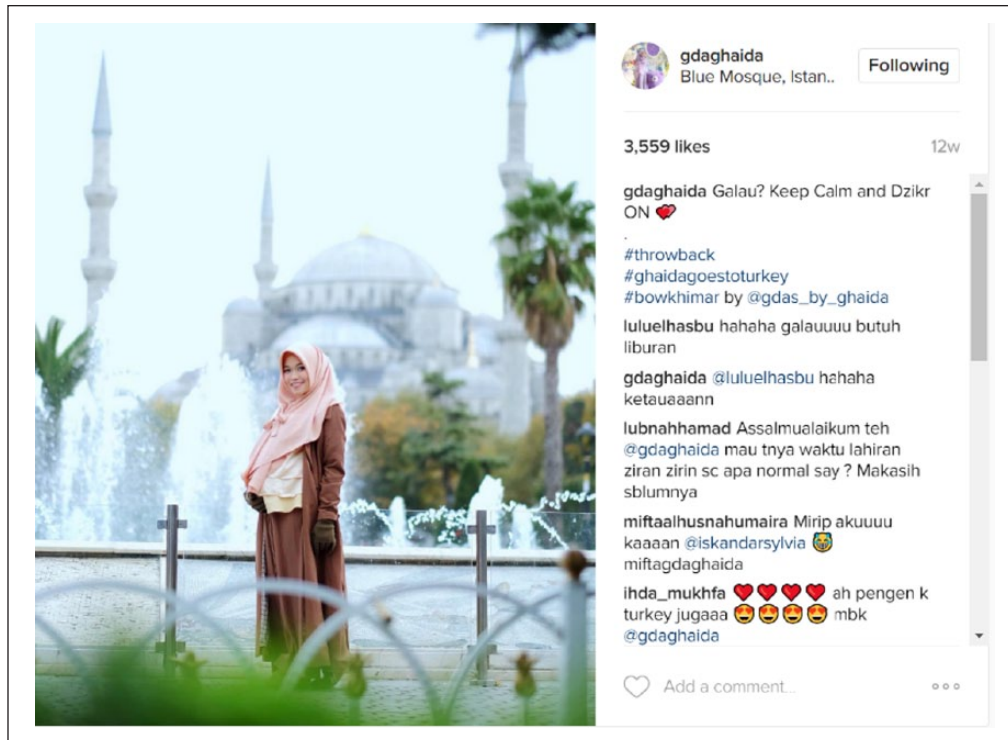 gdaghaida
Blue Mosque, Istan..
Following
3,559 likes
12w
gdaghaida Galau? Keep Calm and Dzikr
ON 💕
.
#throwback
#ghaidagoestoturkey
#bowkhimar by @gdas_by_ghaida
luluelhasbu hahaha galauuuu butuh
liburan
gdaghaida @luluelhasbu hahaha
ketauaaann
lubnahhamad Assalmualaikum teh
@gdaghaida mau tnya waktu lahiran
ziran zirin sc apa normal say ? Makasih
sblumnya
miftaalhusnahumaira Mirip akuuuu
kaaaan @iskandarsylvia 😹
miftagdaghaida
ihda_mukhfa ❤️❤️❤️❤️ ah pengen k
turkey jugaaa 😍😍😍😍 mbk
@gdaghaida
Add a comment...